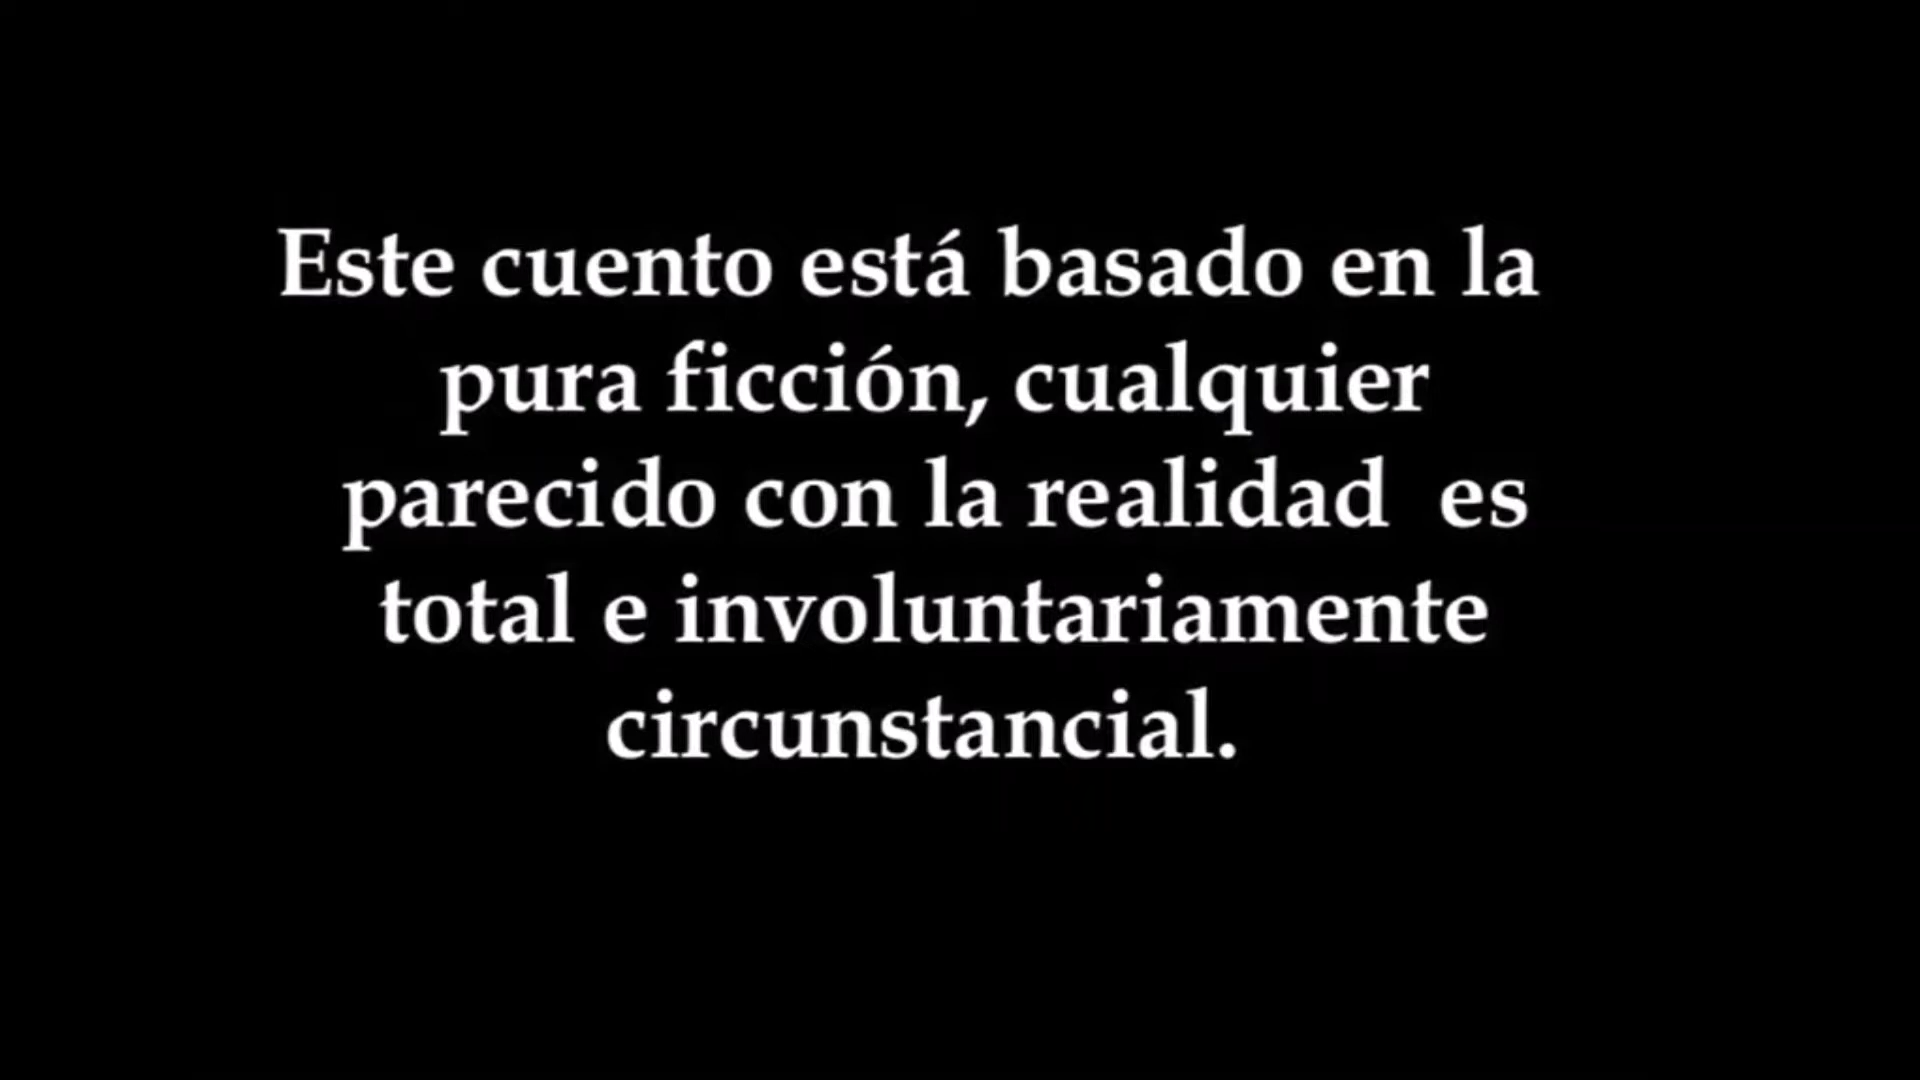 Este cuento está basado en la
pura ficción, cualquier
parecido con la realidad  es
total e involuntariamente
circunstancial.